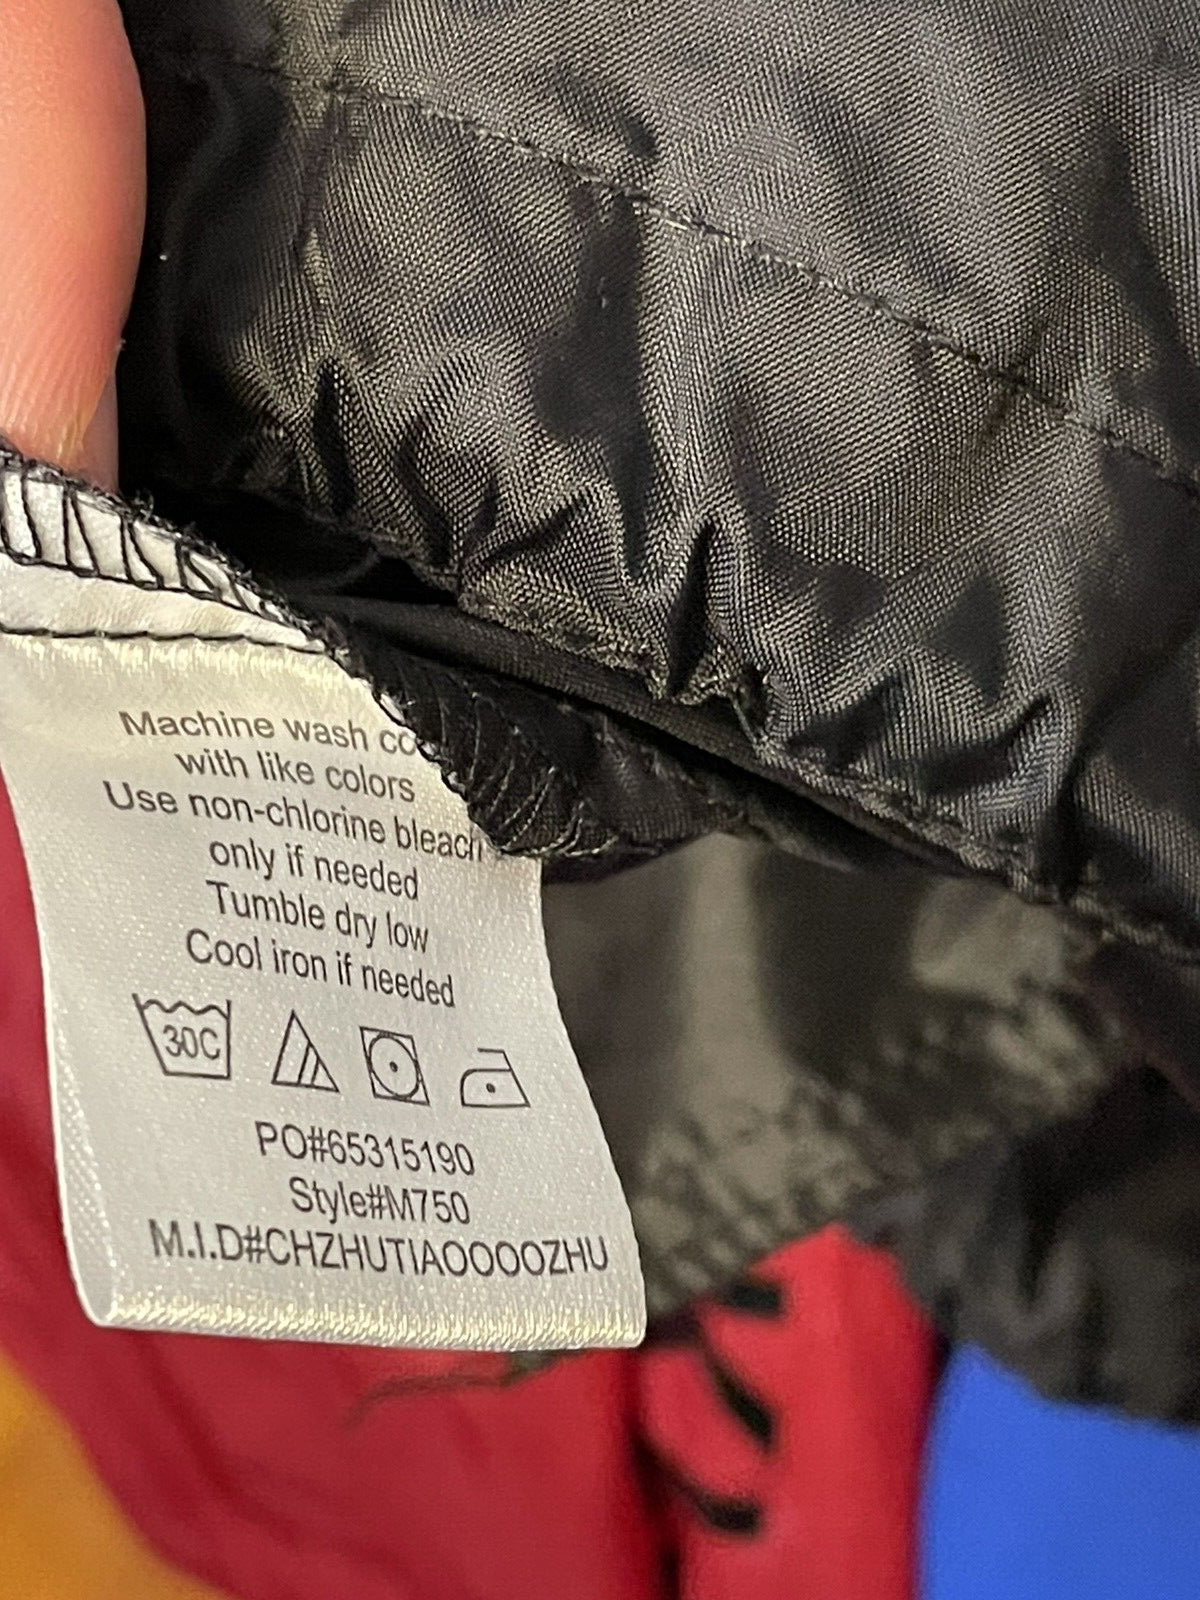 Machine wash co
with like colors
Use non-chlorine bleach
only if needed
Tumble dry low
Cool iron if needed
30C
PO#65315190
Style#M750
M.I.D#CHZHUTIAOOOOZHU